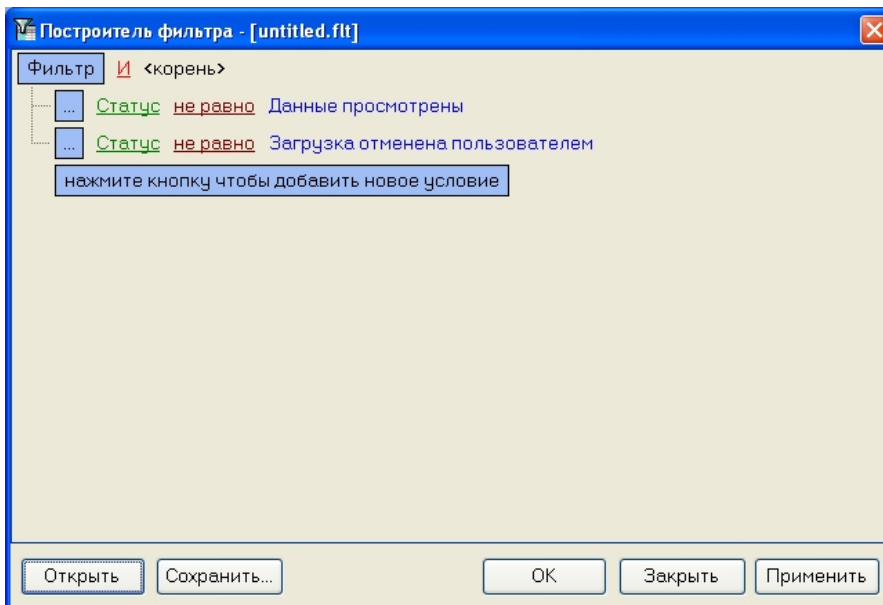 Построитель фильтра - [untitled.flt]
Фильтр И <корень>
... Статус не равно Данные просмотрены
... Статус не равно Загрузка отменена пользователем
нажмите кнопку чтобы добавить новое условие
Открыть Сохранить... OK Закрыть Применить